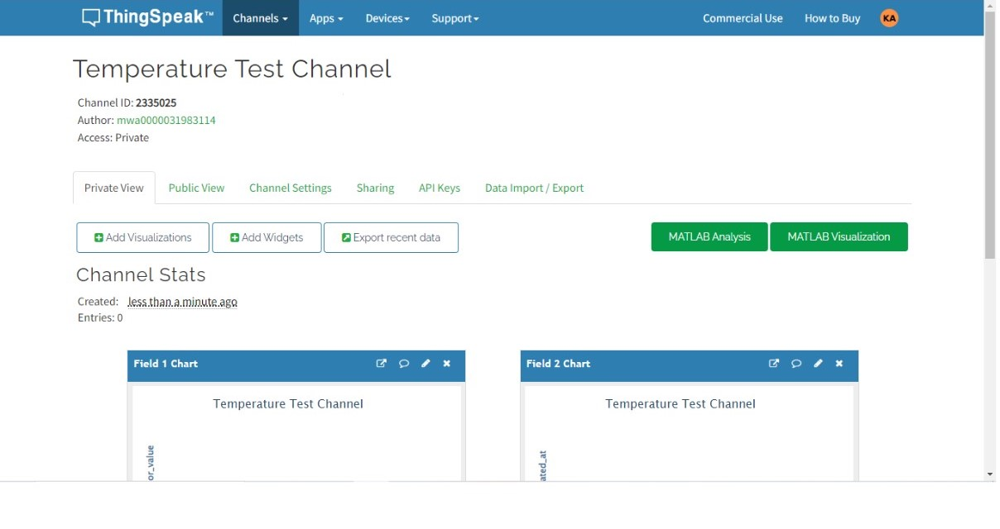 ThingSpeak™ Channels Apps Devices Support Commercial Use How to Buy KA
Temperature Test Channel
Channel ID: 2335025
Author: mwa0000031983114
Access: Private
Private View Public View Channel Settings Sharing API Keys Data Import / Export
Add Visualizations Add Widgets Export recent data MATLAB Analysis MATLAB Visualization
Channel Stats
Created: less than a minute ago
Entries: 0
Field 1 Chart Field 2 Chart
Temperature Test Channel Temperature Test Channel
or_value ated_at